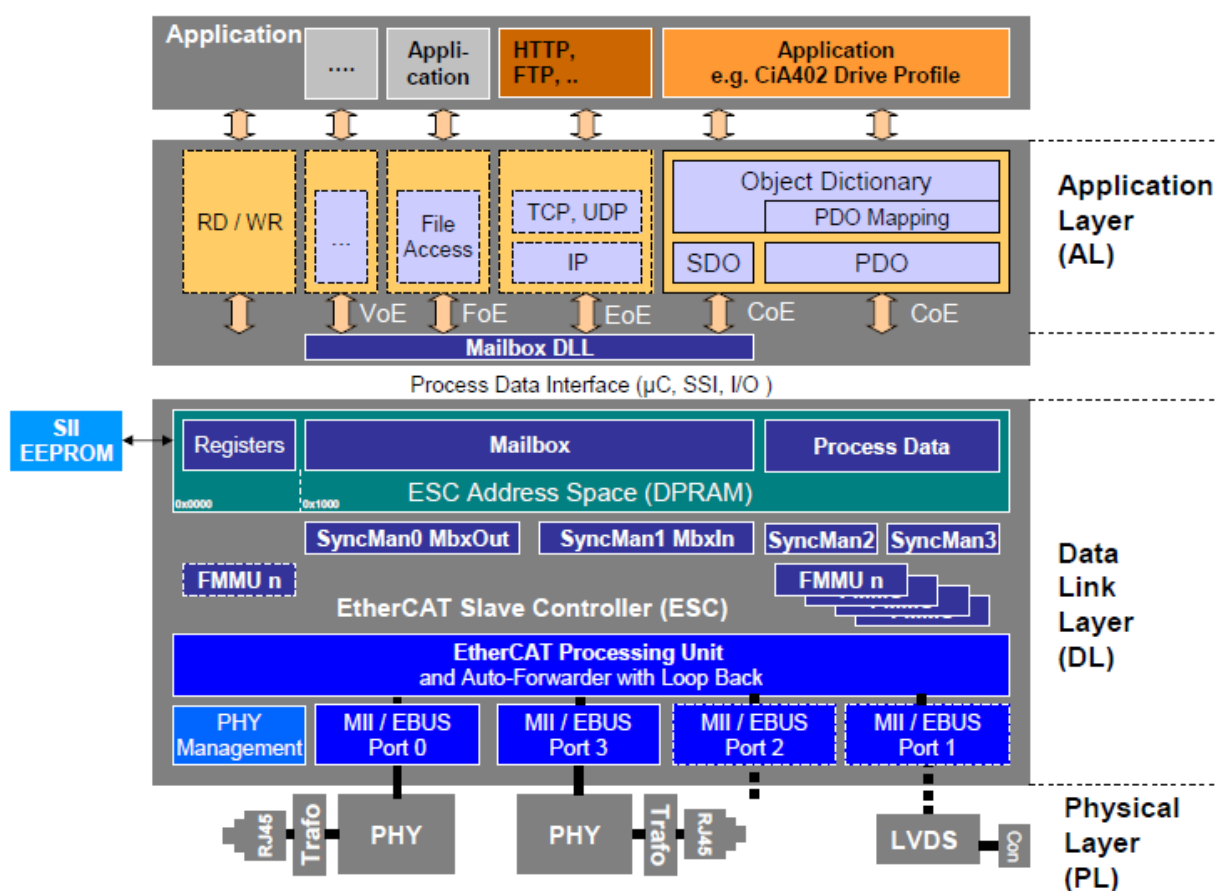 Application
....
Appli-
cation
HTTP,
FTP, ..
Application
e.g. CiA402 Drive Profile
RD / WR
...
File
Access
TCP, UDP
IP
Object Dictionary
PDO Mapping
SDO
PDO
Application
Layer
(AL)
VoE
FoE
EoE
CoE
CoE
Mailbox DLL
Process Data Interface (µC, SSI, I/O )
SII
EEPROM
Registers
Mailbox
Process Data
0x0000
0x1000
ESC Address Space (DPRAM)
SyncMan0 MbxOut
SyncMan1 MbxIn
SyncMan2
SyncMan3
FMMU n
FMMU n
EtherCAT Slave Controller (ESC)
Data
Link
Layer
(DL)
EtherCAT Processing Unit
and Auto-Forwarder with Loop Back
PHY
Management
MII / EBUS
Port 0
MII / EBUS
Port 3
MII / EBUS
Port 2
MII / EBUS
Port 1
RJ45
Trafo
PHY
PHY
Trafo
RJ45
LVDS
Con
Physical
Layer
(PL)